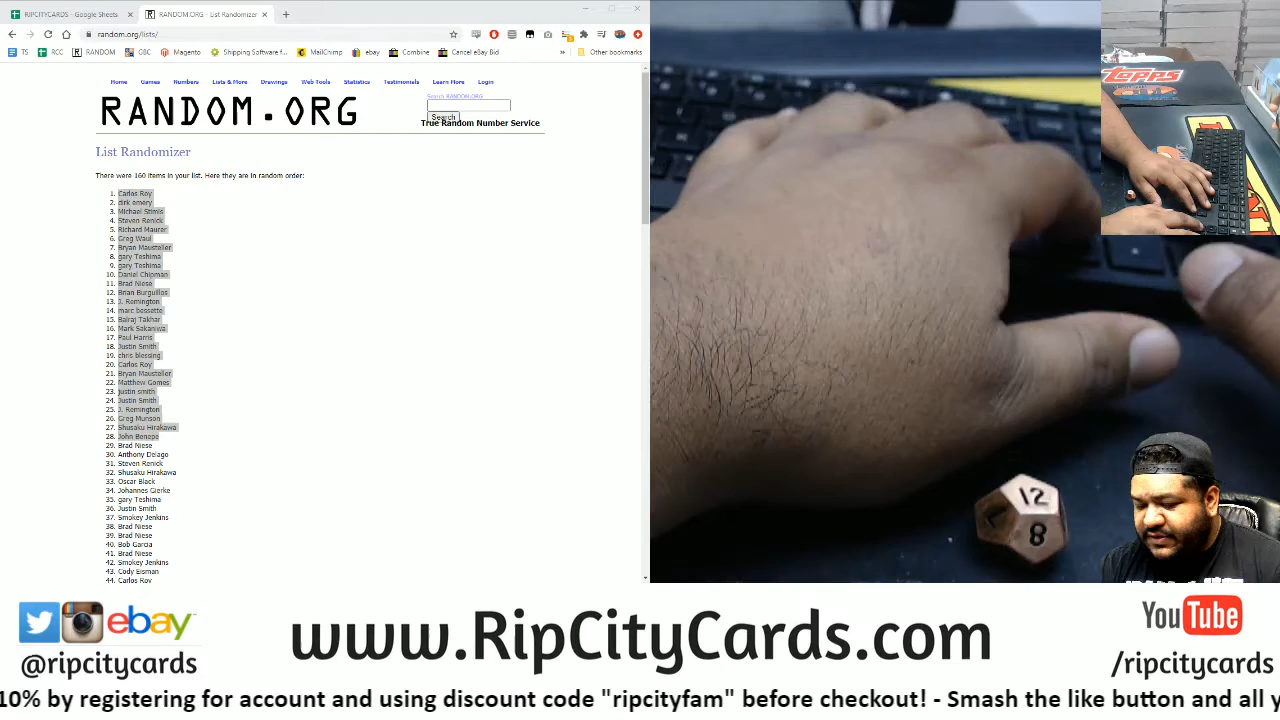 RIPCITYCARDS - Google Sheets
RANDOM.ORG - List Randomizer
random.org/lists/
TS RCC RANDOM GBC Magento Shipping Software f... MailChimp ebay Combine Cancel eBay Bid » Other bookmarks
Home Games Numbers Lists & More Drawings Web Tools Statistics Testimonials Learn More Login
RANDOM.ORG
Search RANDOM.ORG
Search
True Random Number Service
List Randomizer
There were 160 items in your list. Here they are in random order:
1. Carlos Roy
2. dirk emery
3. Michael Stimis
4. Steven Renick
5. Richard Maurer
6. Greg Waul
7. Bryan Mausteller
8. gary Teshima
9. gary Teshima
10. Daniel Chipman
11. Brad Niese
12. Brian Burguillos
13. J. Remington
14. marc bessette
15. Balraj Takhar
16. Mark Sakaniwa
17. Paul Harris
18. Justin Smith
19. chris blessing
20. Carlos Roy
21. Bryan Mausteller
22. Matthew Gomes
23. justin smith
24. Justin Smith
25. J. Remington
26. Greg Munson
27. Shusaku Hirakawa
28. John Benepe
29. Brad Niese
30. Anthony Delago
31. Steven Renick
32. Shusaku Hirakawa
33. Oscar Black
34. Johannes Gierke
35. gary Teshima
36. Justin Smith
37. Smokey Jenkins
38. Brad Niese
39. Brad Niese
40. Bob Garcia
41. Brad Niese
42. Smokey Jenkins
43. Cody Eisman
44. Carlos Roy
TOPPS
12
8
ebay™
@ripcitycards
www.RipCityCards.com
YouTube
/ripcitycards
10% by registering for account and using discount code "ripcityfam" before checkout! - Smash the like button and all y